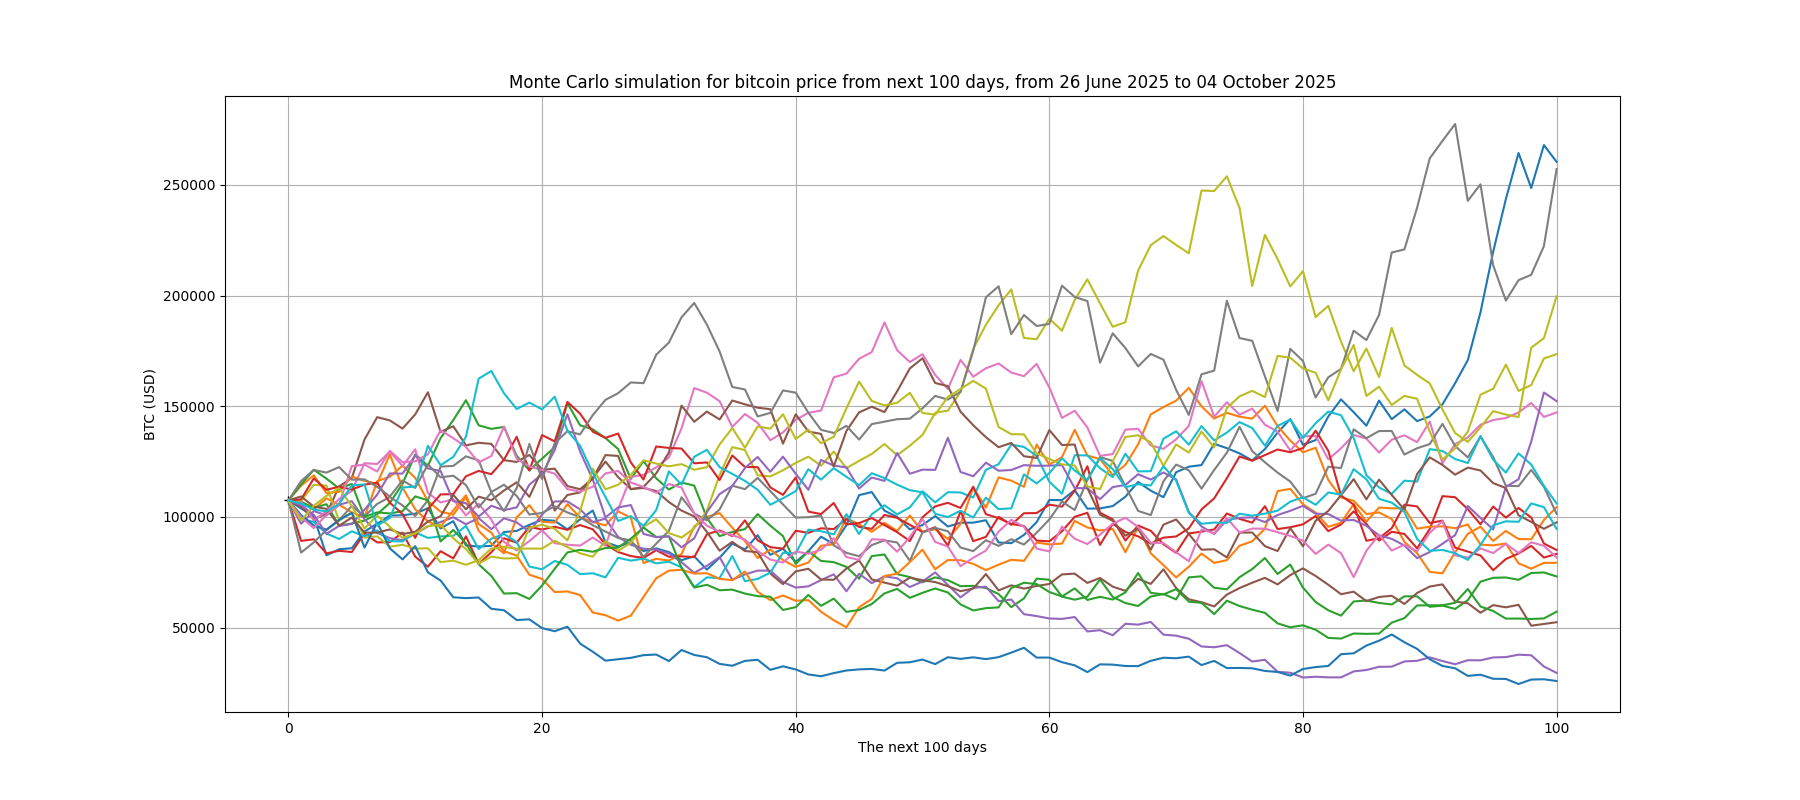 Monte Carlo simulation for bitcoin price from next 100 days, from 26 June 2025 to 04 October 2025
BTC (USD)
250000
200000
150000
100000
50000
0 20 40 60 80 100
The next 100 days